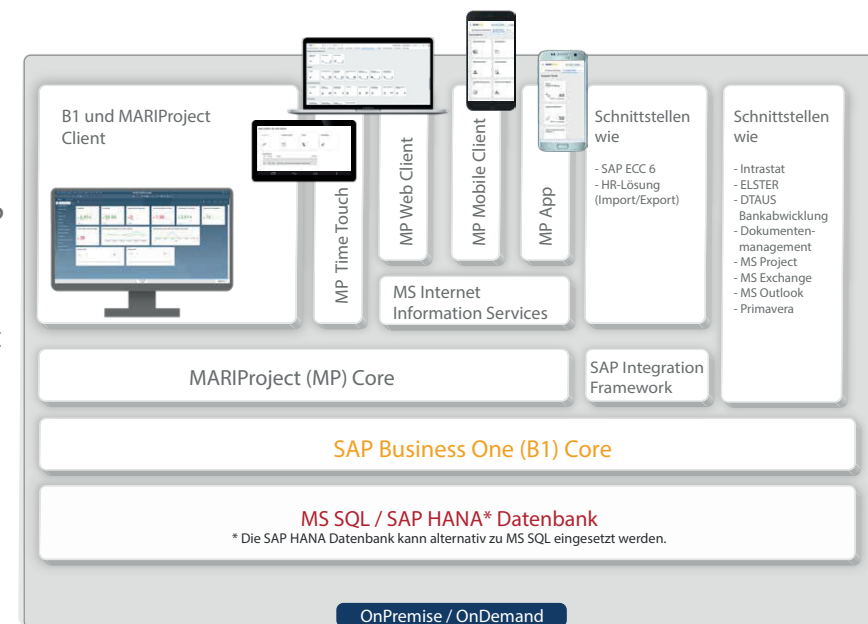 B1 und MARIProject
Client
MP Time Touch
MP Web Client
MP Mobile Client
MP App
MS Internet
Information Services
Schnittstellen
wie
- SAP ECC 6
- HR-Lösung
(Import/Export)
Schnittstellen
wie
- Intrastat
- ELSTER
- DTAUS
Bankabwicklung
- Dokumenten-
management
- MS Project
- MS Exchange
- MS Outlook
- Primavera
MARIProject (MP) Core
SAP Integration
Framework
SAP Business One (B1) Core
MS SQL / SAP HANA* Datenbank
* Die SAP HANA Datenbank kann alternativ zu MS SQL eingesetzt werden.
OnPremise / OnDemand